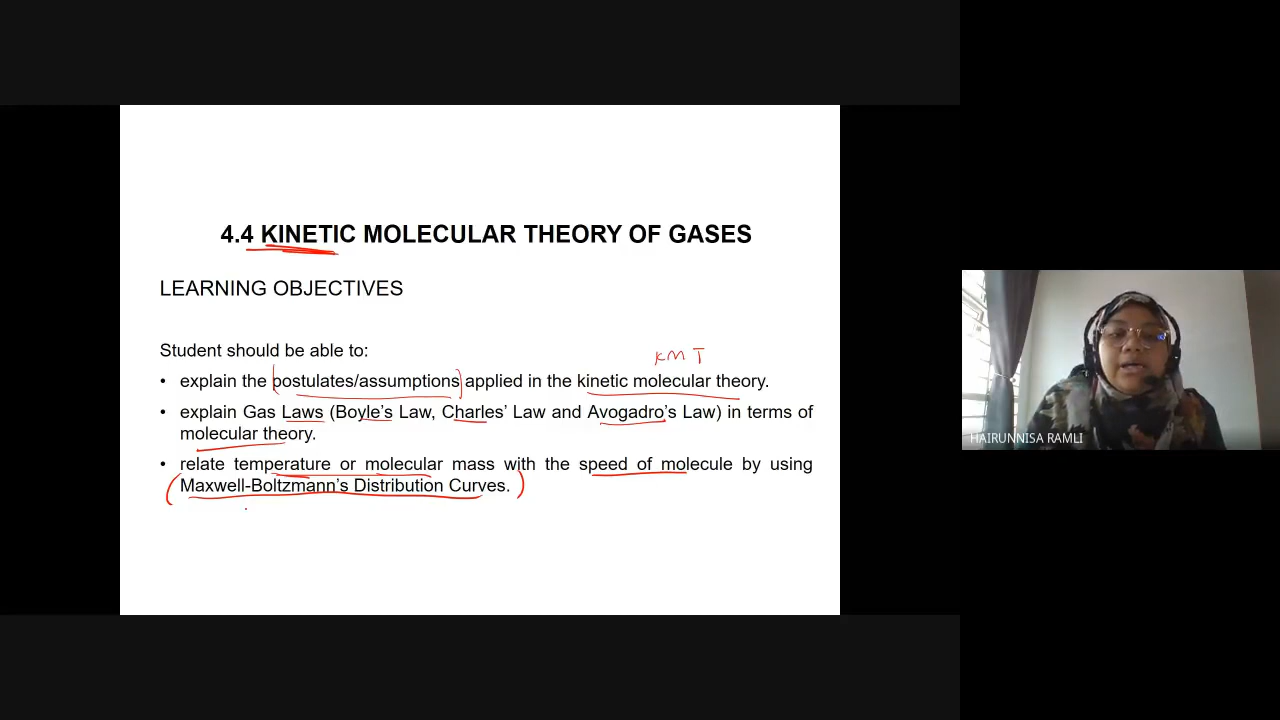 4.4 KINETIC MOLECULAR THEORY OF GASES
LEARNING OBJECTIVES
Student should be able to:
KMT
• explain the postulates/assumptions applied in the kinetic molecular theory.
• explain Gas Laws (Boyle's Law, Charles' Law and Avogadro's Law) in terms of
molecular theory.
• relate temperature or molecular mass with the speed of molecule by using
Maxwell-Boltzmann's Distribution Curves.
HAIRUNNISA RAMLI